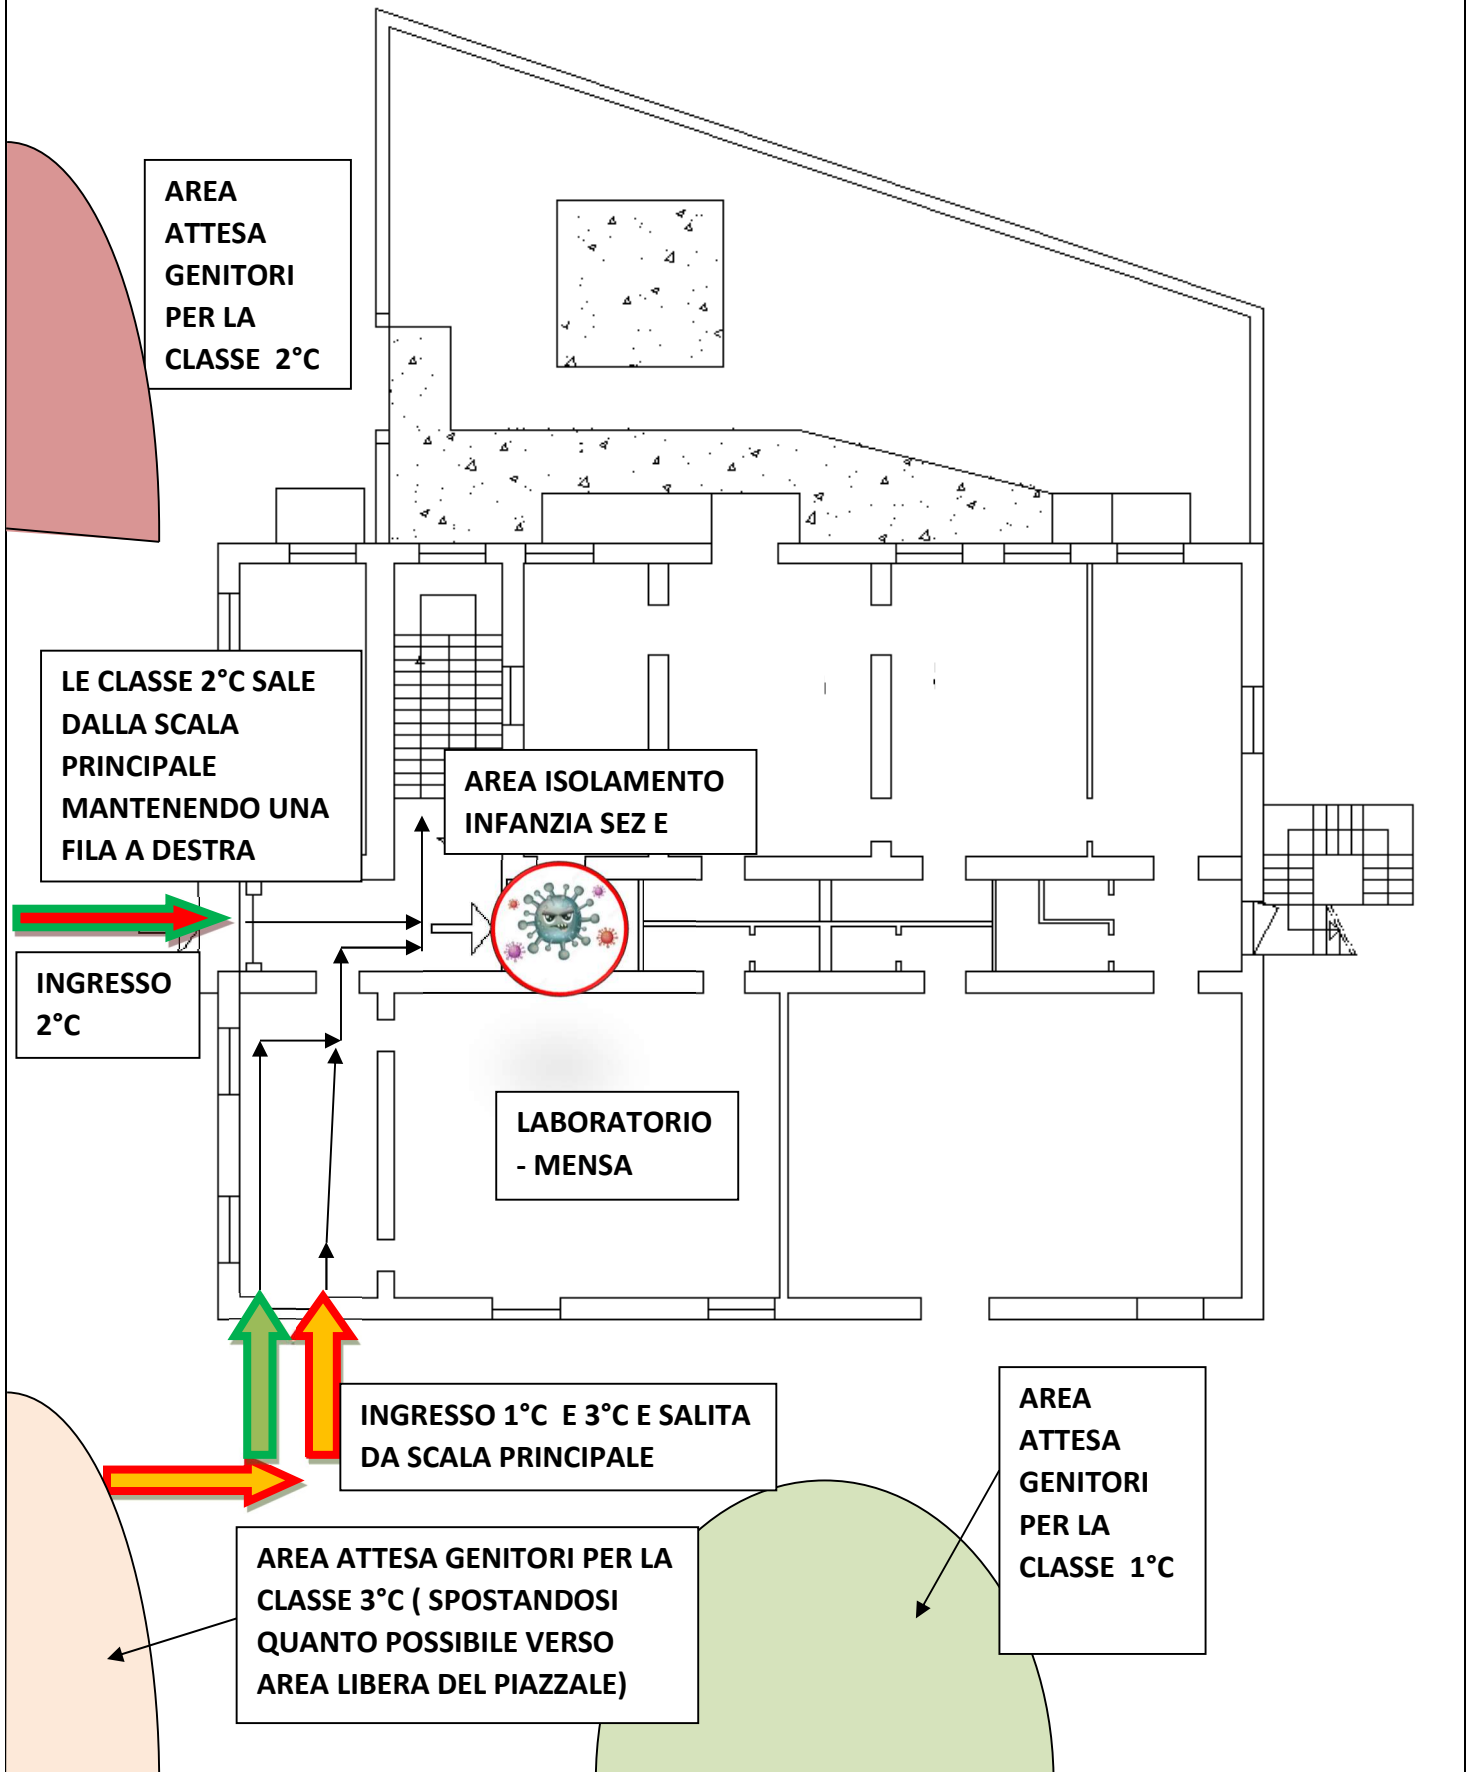 AREA
ATTESA
GENITORI
PER LA
CLASSE 2°C
LE CLASSE 2°C SALE
DALLA SCALA
PRINCIPALE
MANTENENDO UNA
FILA A DESTRA
AREA ISOLAMENTO
INFANZIA SEZ E
INGRESSO
2°C
LABORATORIO
- MENSA
INGRESSO 1°C E 3°C E SALITA
DA SCALA PRINCIPALE
AREA
ATTESA
GENITORI
PER LA
CLASSE 1°C
AREA ATTESA GENITORI PER LA
CLASSE 3°C ( SPOSTANDOSI
QUANTO POSSIBILE VERSO
AREA LIBERA DEL PIAZZALE)